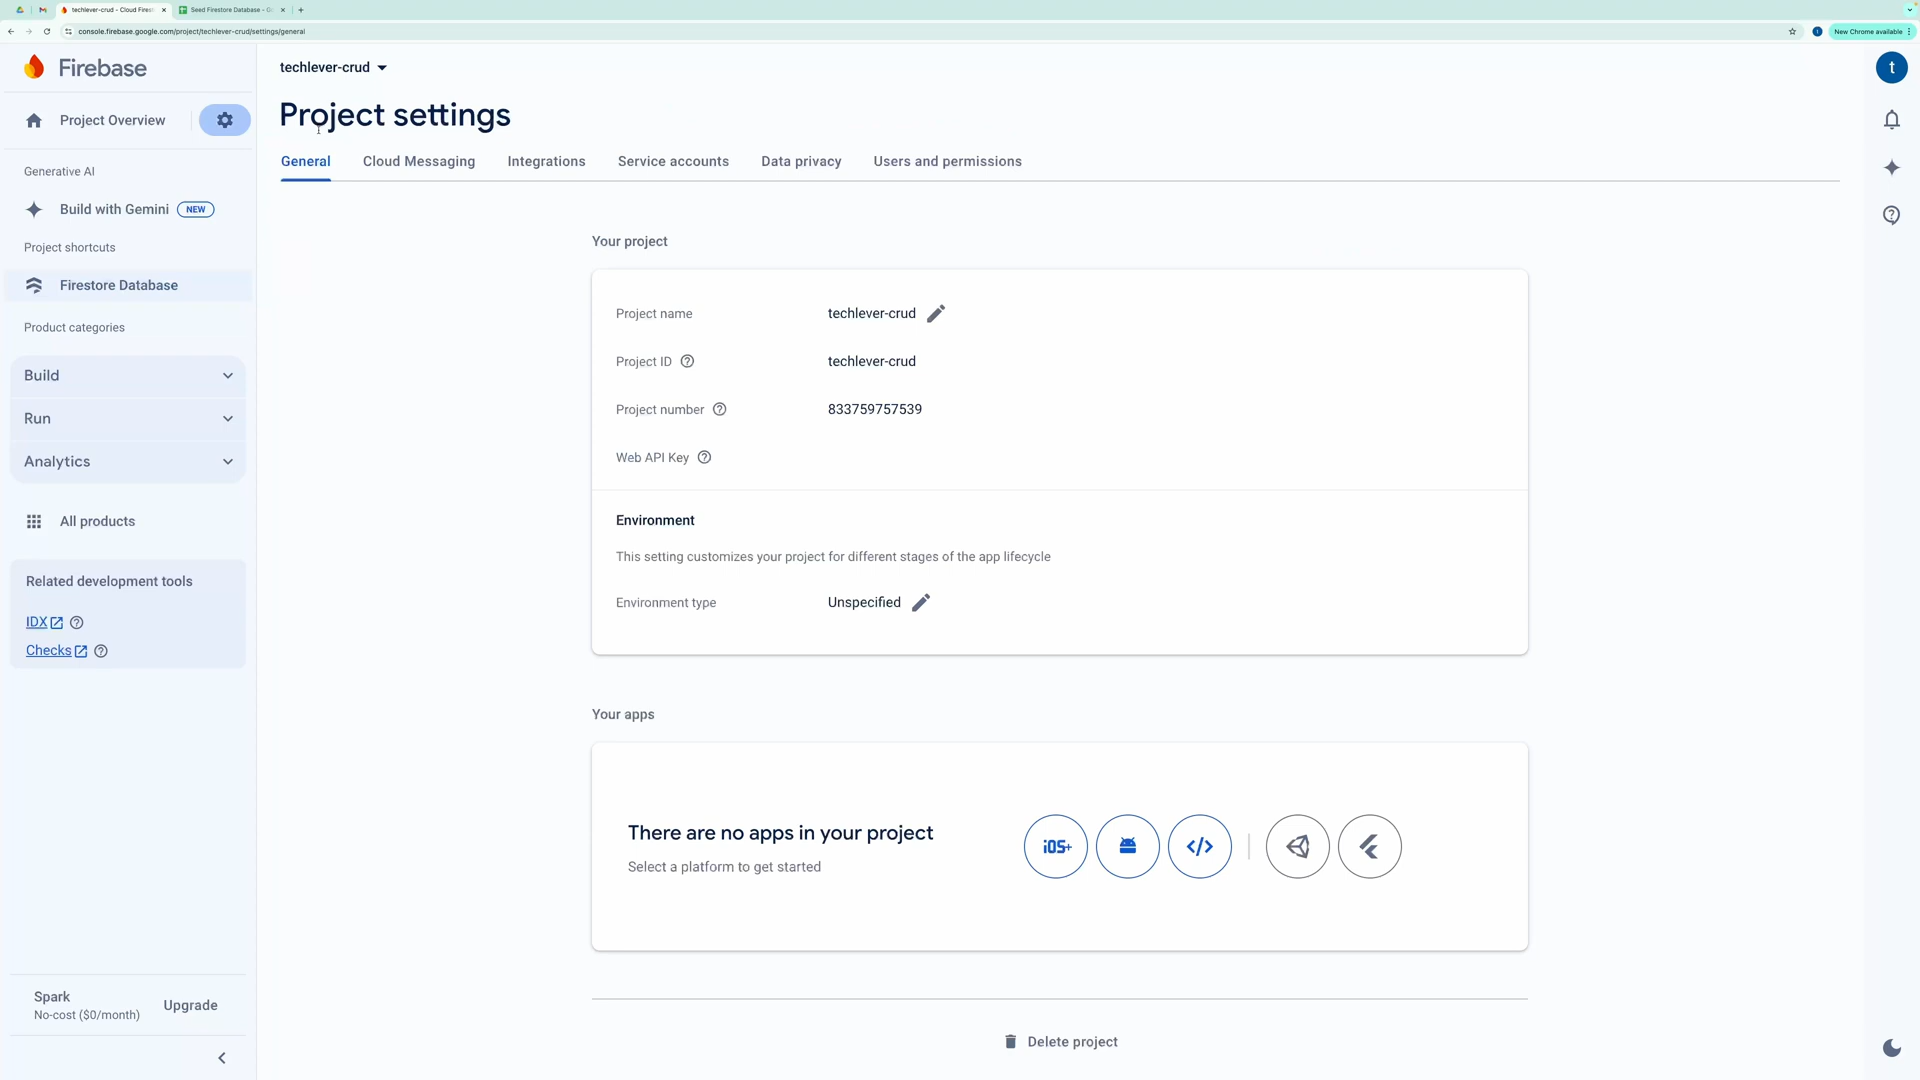 techlever-crud - Cloud Firest
Seed Firestore Database - G
console.firebase.google.com/project/techlever-crud/settings/general
New Chrome available
Firebase
techlever-crud
t
Project Overview
Project settings
General
Cloud Messaging
Integrations
Service accounts
Data privacy
Users and permissions
Generative AI
Build with Gemini
NEW
Project shortcuts
Firestore Database
Product categories
Build
Run
Analytics
All products
Related development tools
IDX
Checks
Your project
Project name
techlever-crud
Project ID
techlever-crud
Project number
833759757539
Web API Key
Environment
This setting customizes your project for different stages of the app lifecycle
Environment type
Unspecified
Your apps
There are no apps in your project
Select a platform to get started
iOS+
Spark
No-cost ($0/month)
Upgrade
Delete project